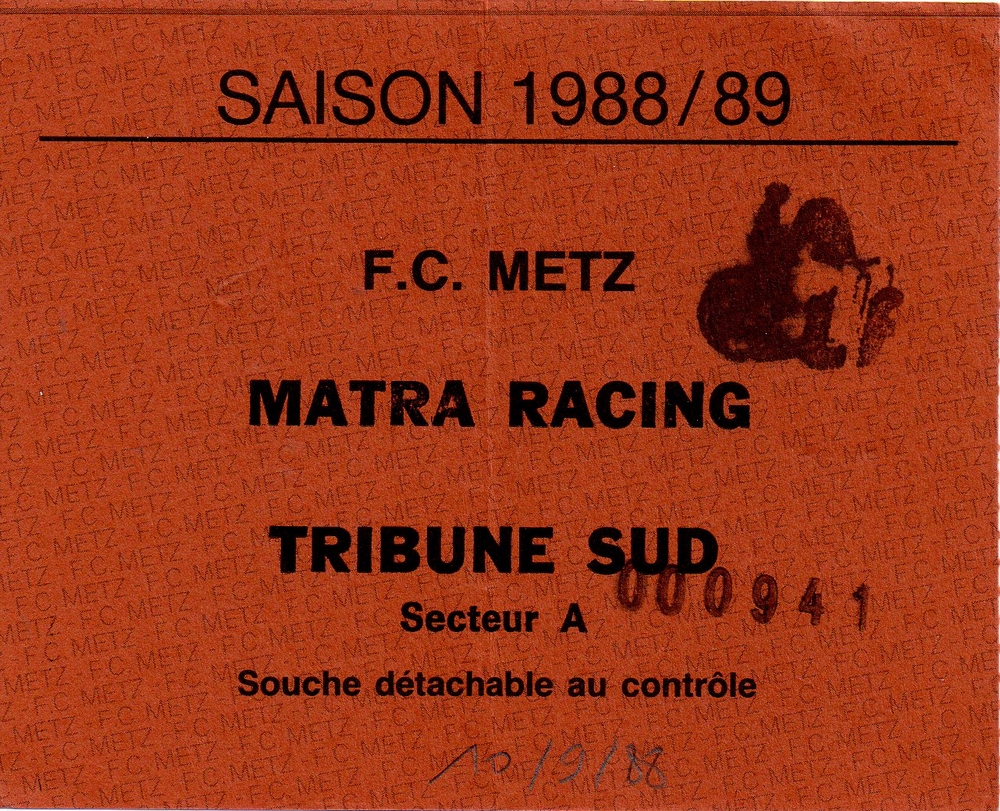 SAISON 1988/89
F.C. METZ
MATRA RACING
TRIBUNE SUD
000941
Secteur A
Souche détachable au contrôle
10/9/88